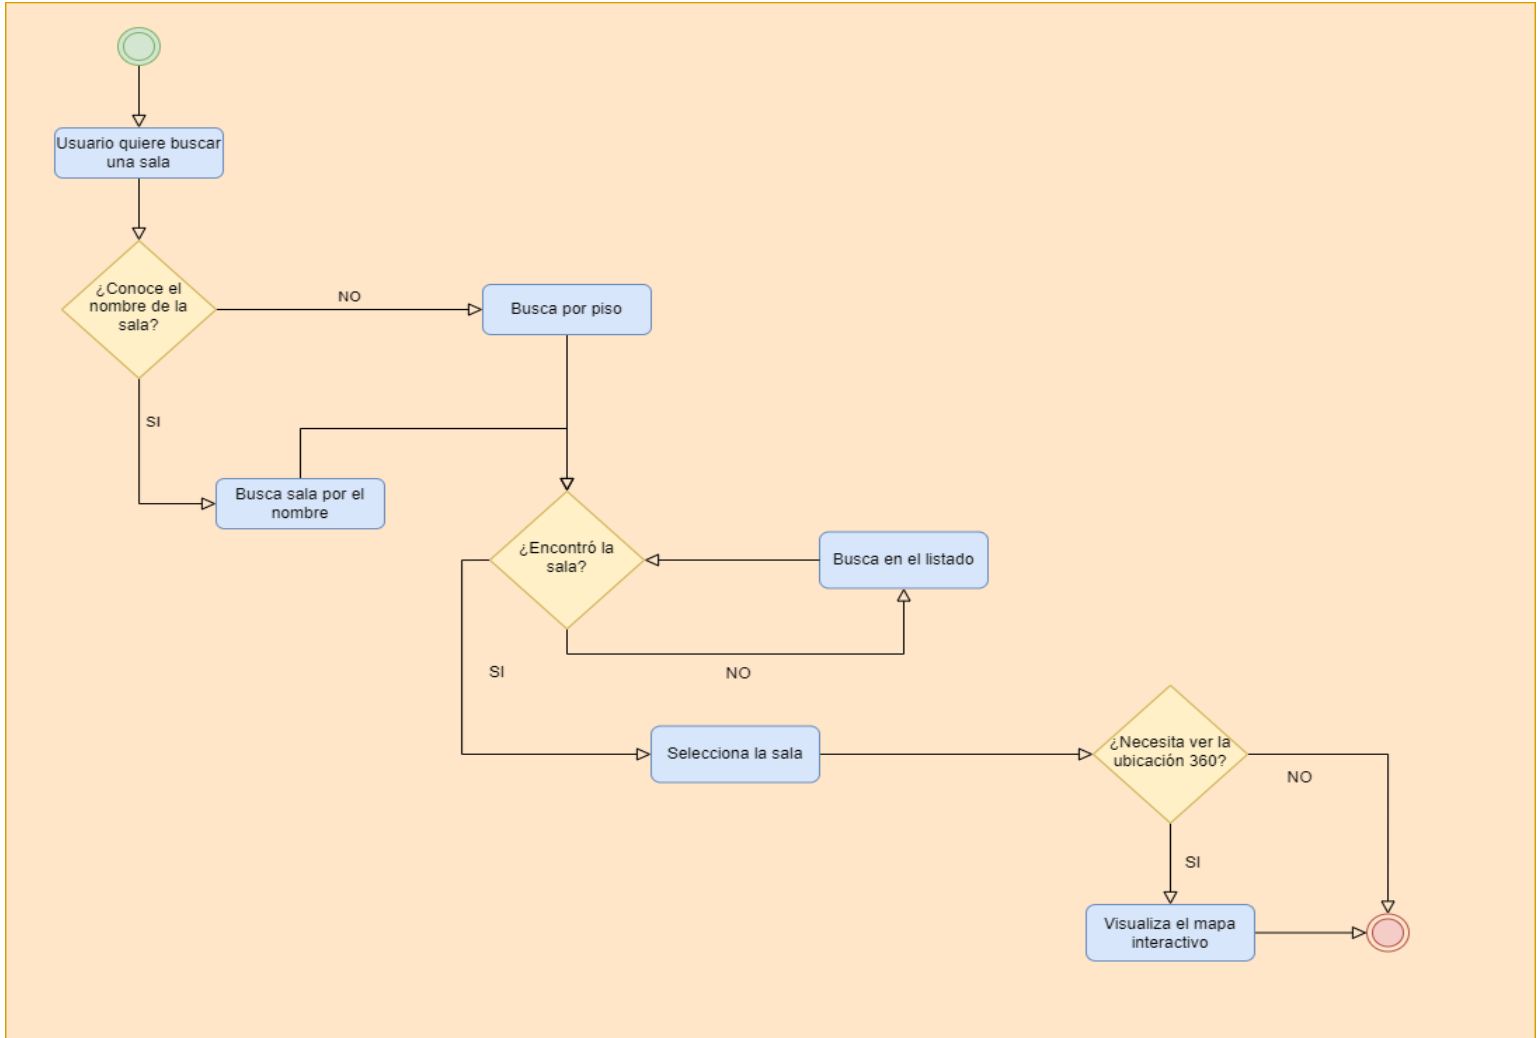 Usuario quiere buscar
una sala
¿Conoce el
nombre de la
sala?
NO
Busca por piso
SI
Busca sala por el
nombre
¿Encontró la
sala?
Busca en el listado
SI
NO
Selecciona la sala
¿Necesita ver la
ubicación 360?
NO
SI
Visualiza el mapa
interactivo